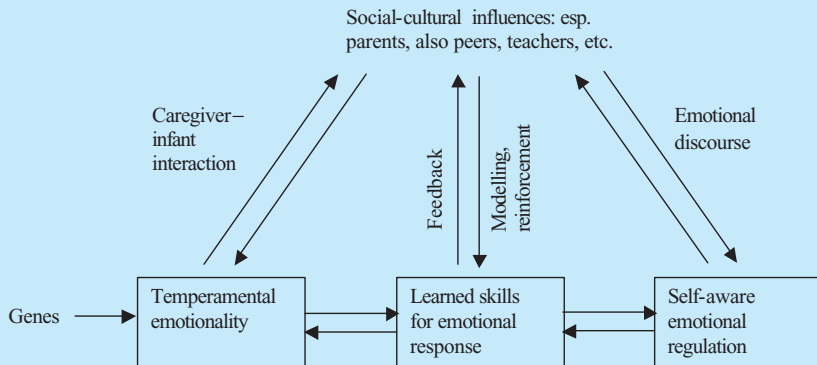 Social-cultural influences: esp.
parents, also peers, teachers, etc.
Caregiver–
infant
interaction
Feedback
Modelling,
reinforcement
Emotional
discourse
Genes
Temperamental
emotionality
Learned skills
for emotional
response
Self-aware
emotional
regulation